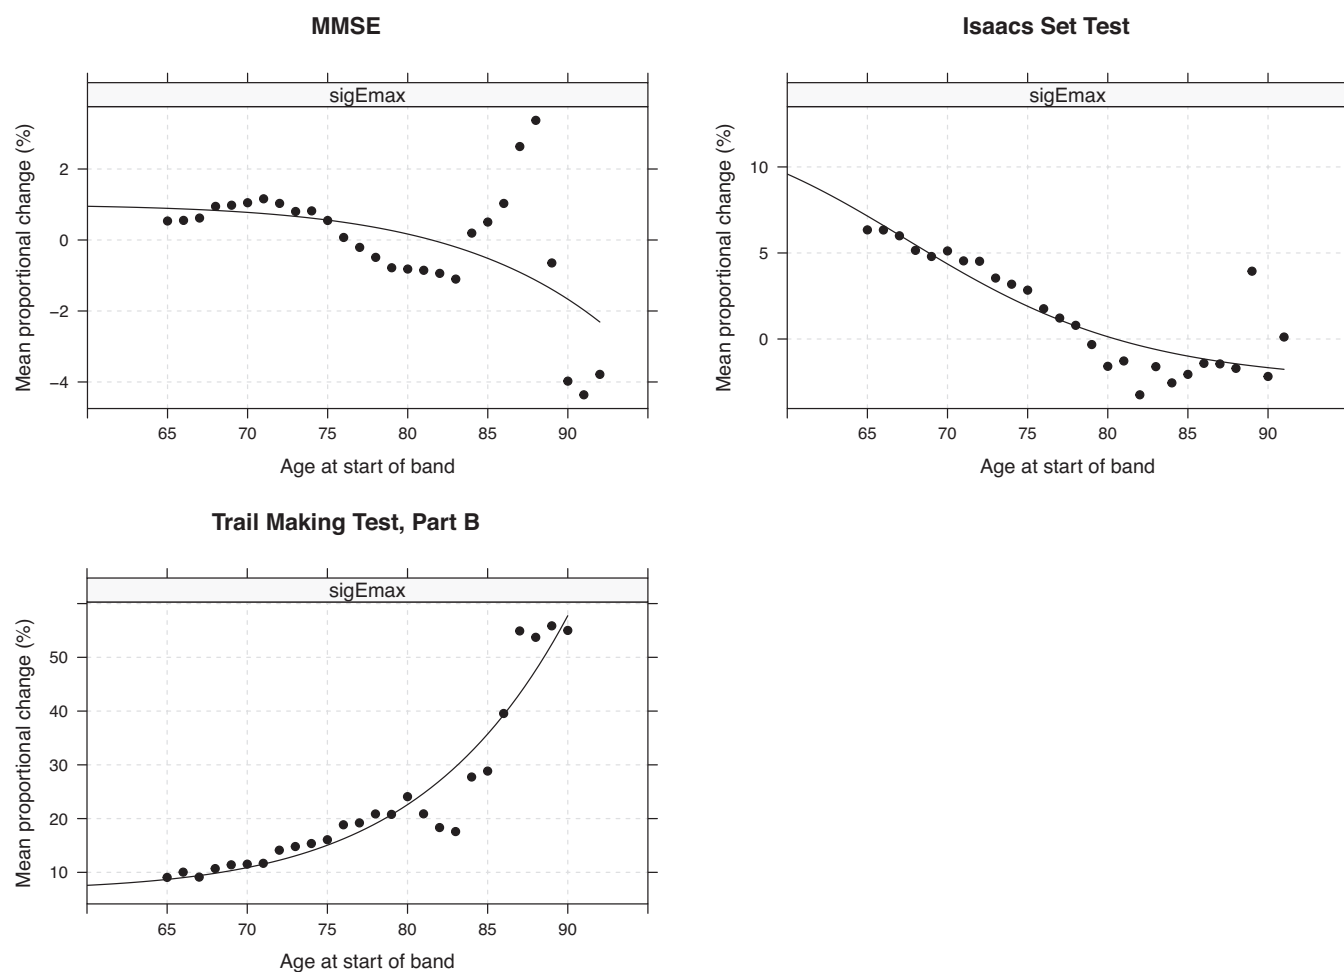 MMSE
sigEmax
Mean proportional change (%)
2
0
−2
−4
65 70 75 80 85 90
Age at start of band
Isaacs Set Test
sigEmax
Mean proportional change (%)
10
5
0
65 70 75 80 85 90
Age at start of band
Trail Making Test, Part B
sigEmax
Mean proportional change (%)
50
40
30
20
10
65 70 75 80 85 90
Age at start of band